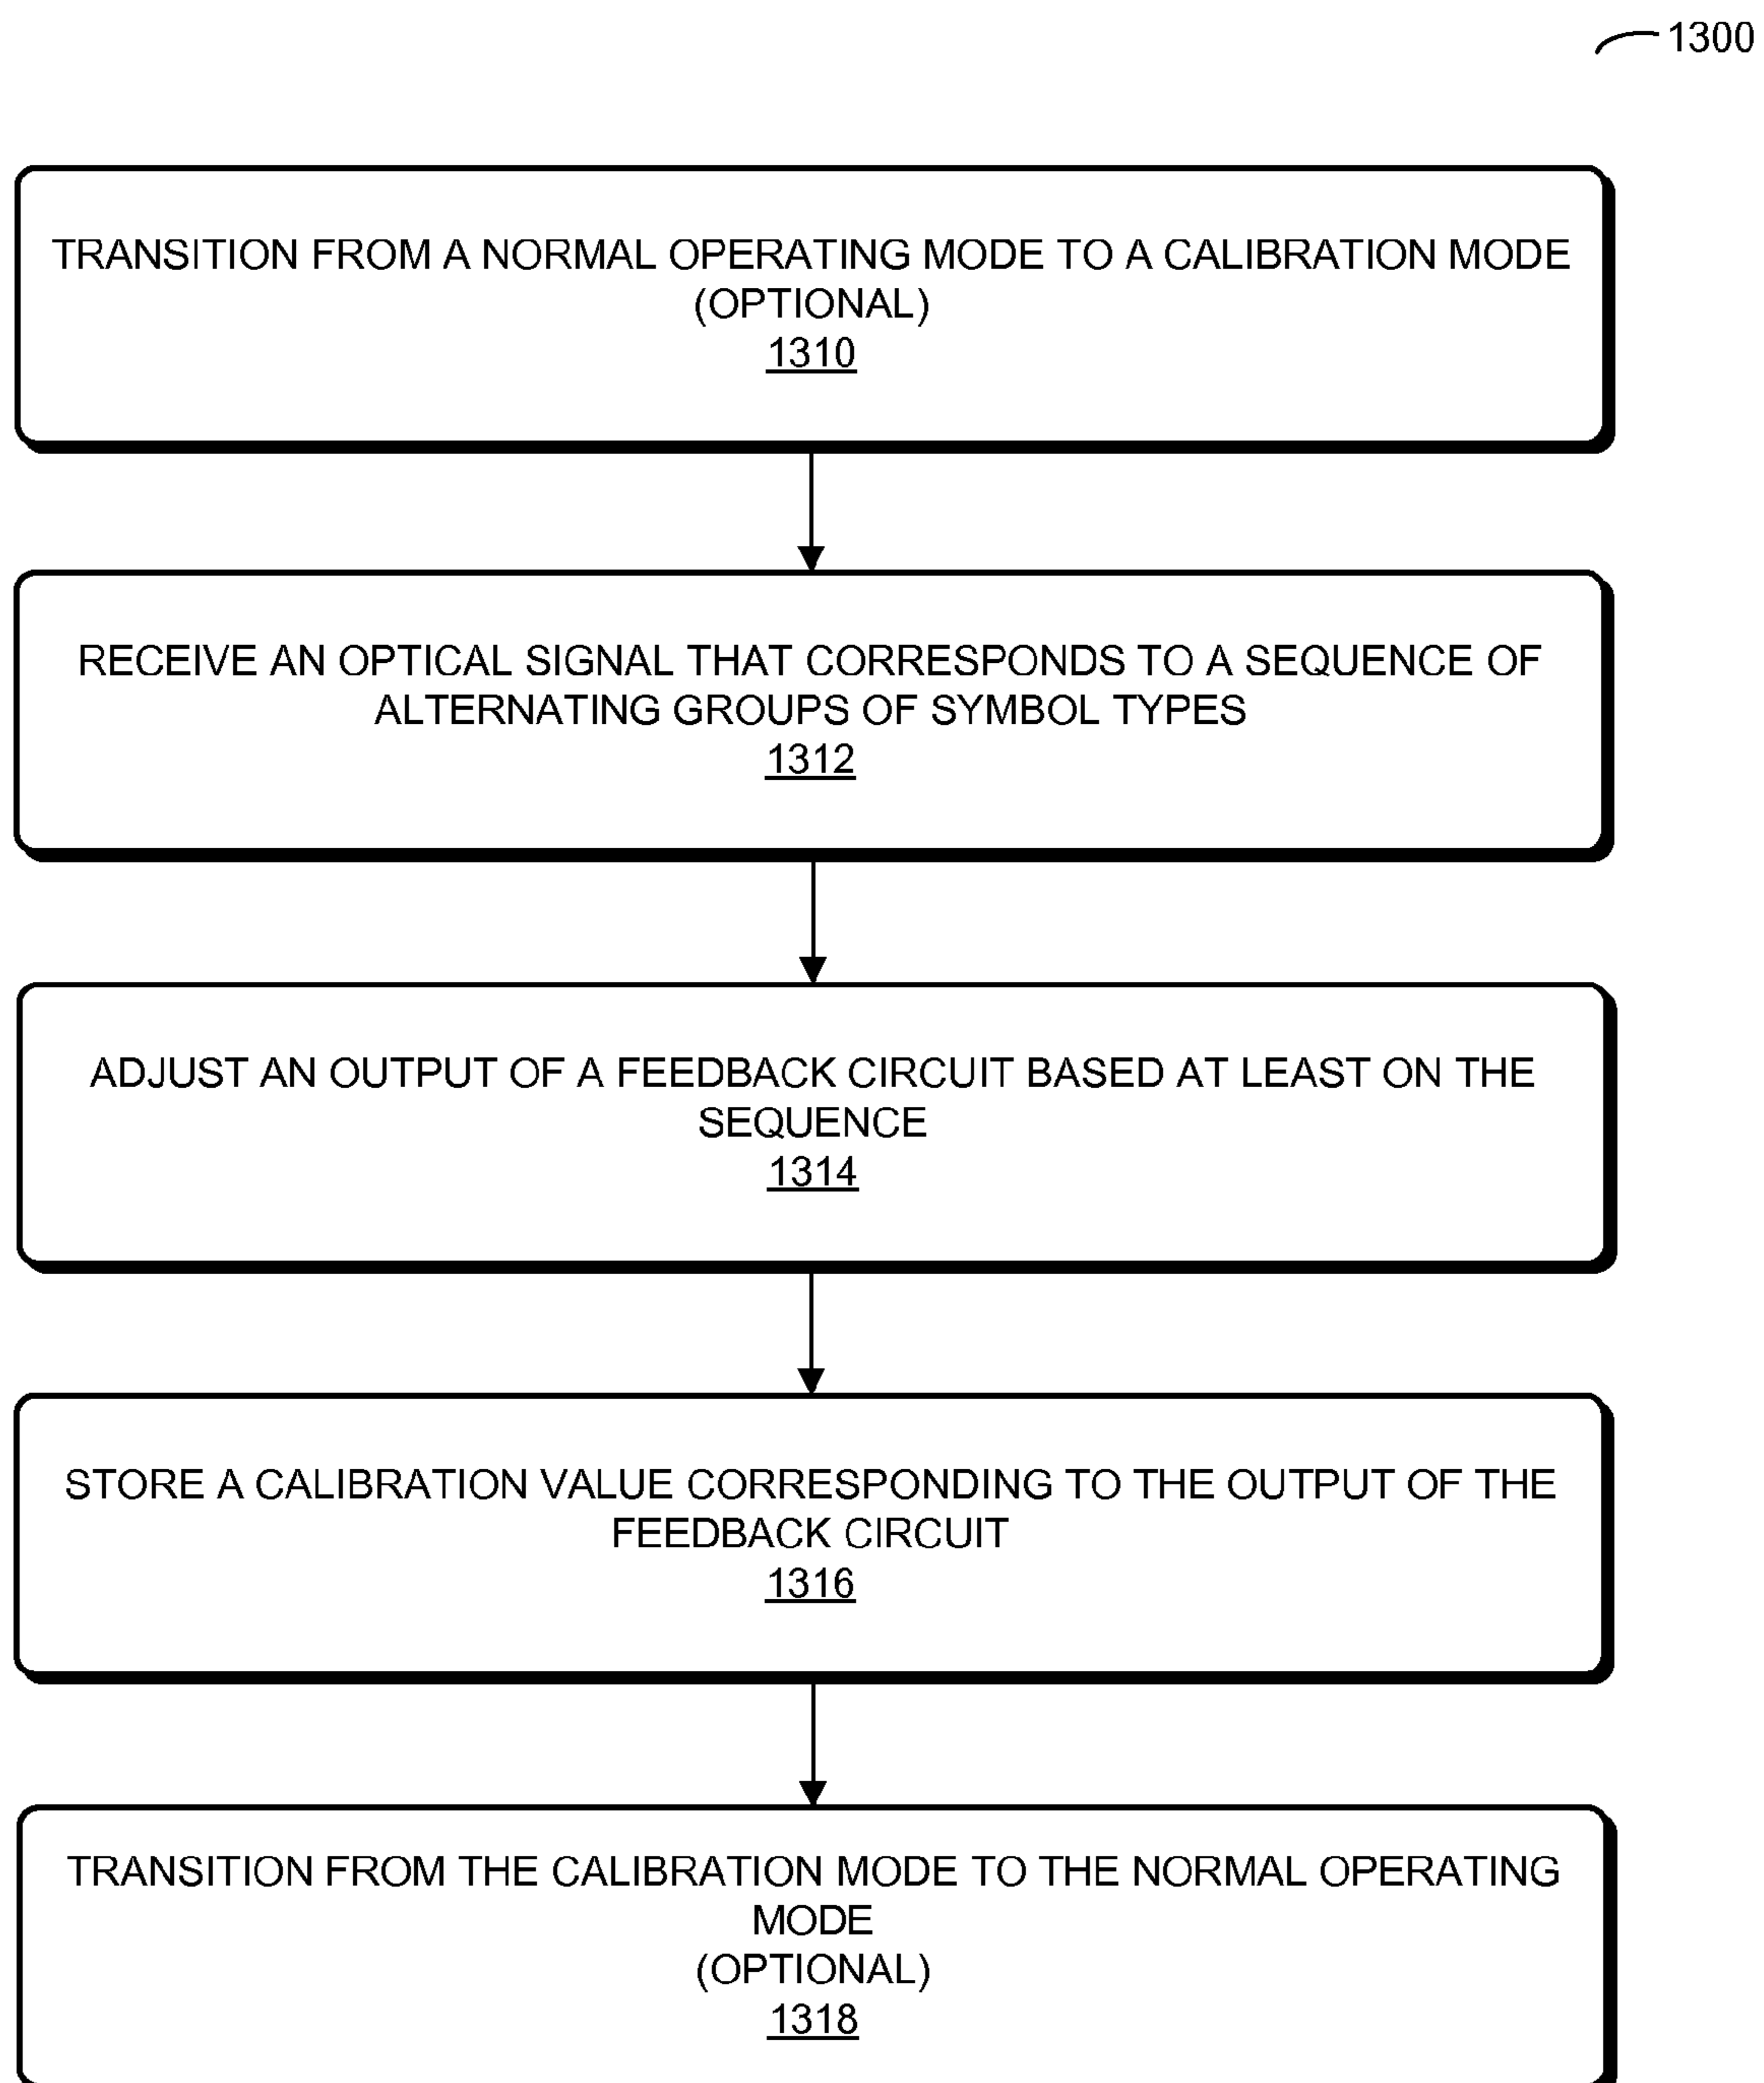 1300
TRANSITION FROM A NORMAL OPERATING MODE TO A CALIBRATION MODE
(OPTIONAL)
1310
RECEIVE AN OPTICAL SIGNAL THAT CORRESPONDS TO A SEQUENCE OF
ALTERNATING GROUPS OF SYMBOL TYPES
1312
ADJUST AN OUTPUT OF A FEEDBACK CIRCUIT BASED AT LEAST ON THE
SEQUENCE
1314
STORE A CALIBRATION VALUE CORRESPONDING TO THE OUTPUT OF THE
FEEDBACK CIRCUIT
1316
TRANSITION FROM THE CALIBRATION MODE TO THE NORMAL OPERATING
MODE
(OPTIONAL)
1318